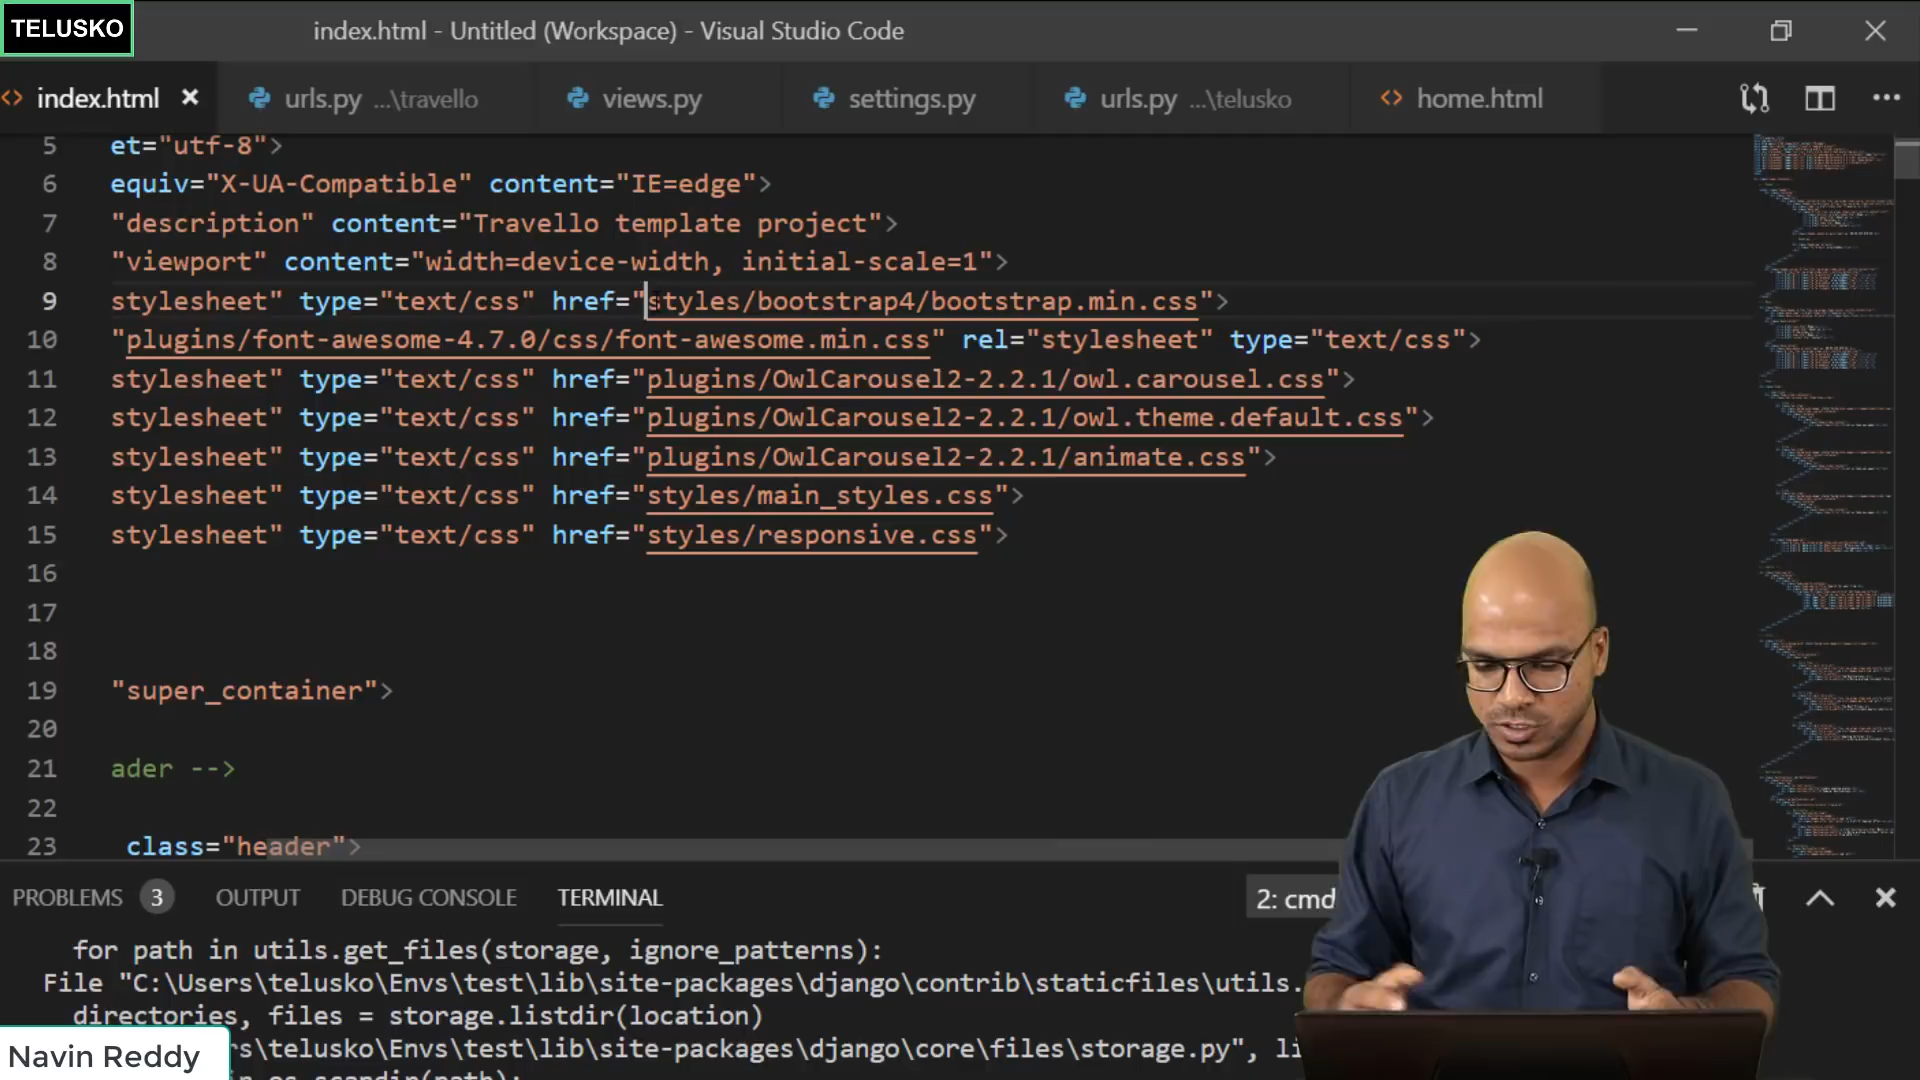 TELUSKO
index.html - Untitled (Workspace) - Visual Studio Code
index.html urls.py ...\travello views.py settings.py urls.py ...\telusko home.html
5 et="utf-8">
6 equiv="X-UA-Compatible" content="IE=edge">
7 "description" content="Travello template project">
8 "viewport" content="width=device-width, initial-scale=1">
9 stylesheet" type="text/css" href="styles/bootstrap4/bootstrap.min.css">
10 "plugins/font-awesome-4.7.0/css/font-awesome.min.css" rel="stylesheet" type="text/css">
11 stylesheet" type="text/css" href="plugins/OwlCarousel2-2.2.1/owl.carousel.css">
12 stylesheet" type="text/css" href="plugins/OwlCarousel2-2.2.1/owl.theme.default.css">
13 stylesheet" type="text/css" href="plugins/OwlCarousel2-2.2.1/animate.css">
14 stylesheet" type="text/css" href="styles/main_styles.css">
15 stylesheet" type="text/css" href="styles/responsive.css">
16
17
18
19 "super_container">
20
21 ader -->
22
23 class="header">
PROBLEMS 3 OUTPUT DEBUG CONSOLE TERMINAL 2: cmd
for path in utils.get_files(storage, ignore_patterns):
File "C:\Users\telusko\Envs\test\lib\site-packages\django\contrib\staticfiles\utils.
directories, files = storage.listdir(location)
Navin Reddy
rs\telusko\Envs\test\lib\site-packages\django\core\files\storage.py", li
in os.scandir(path):